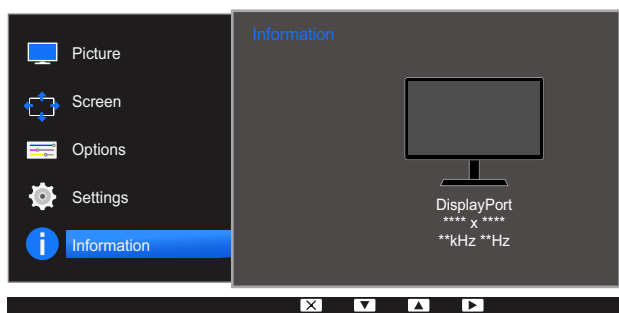 Information
Picture
Screen
Options
Settings
Information
DisplayPort
**** x ****
**kHz **Hz